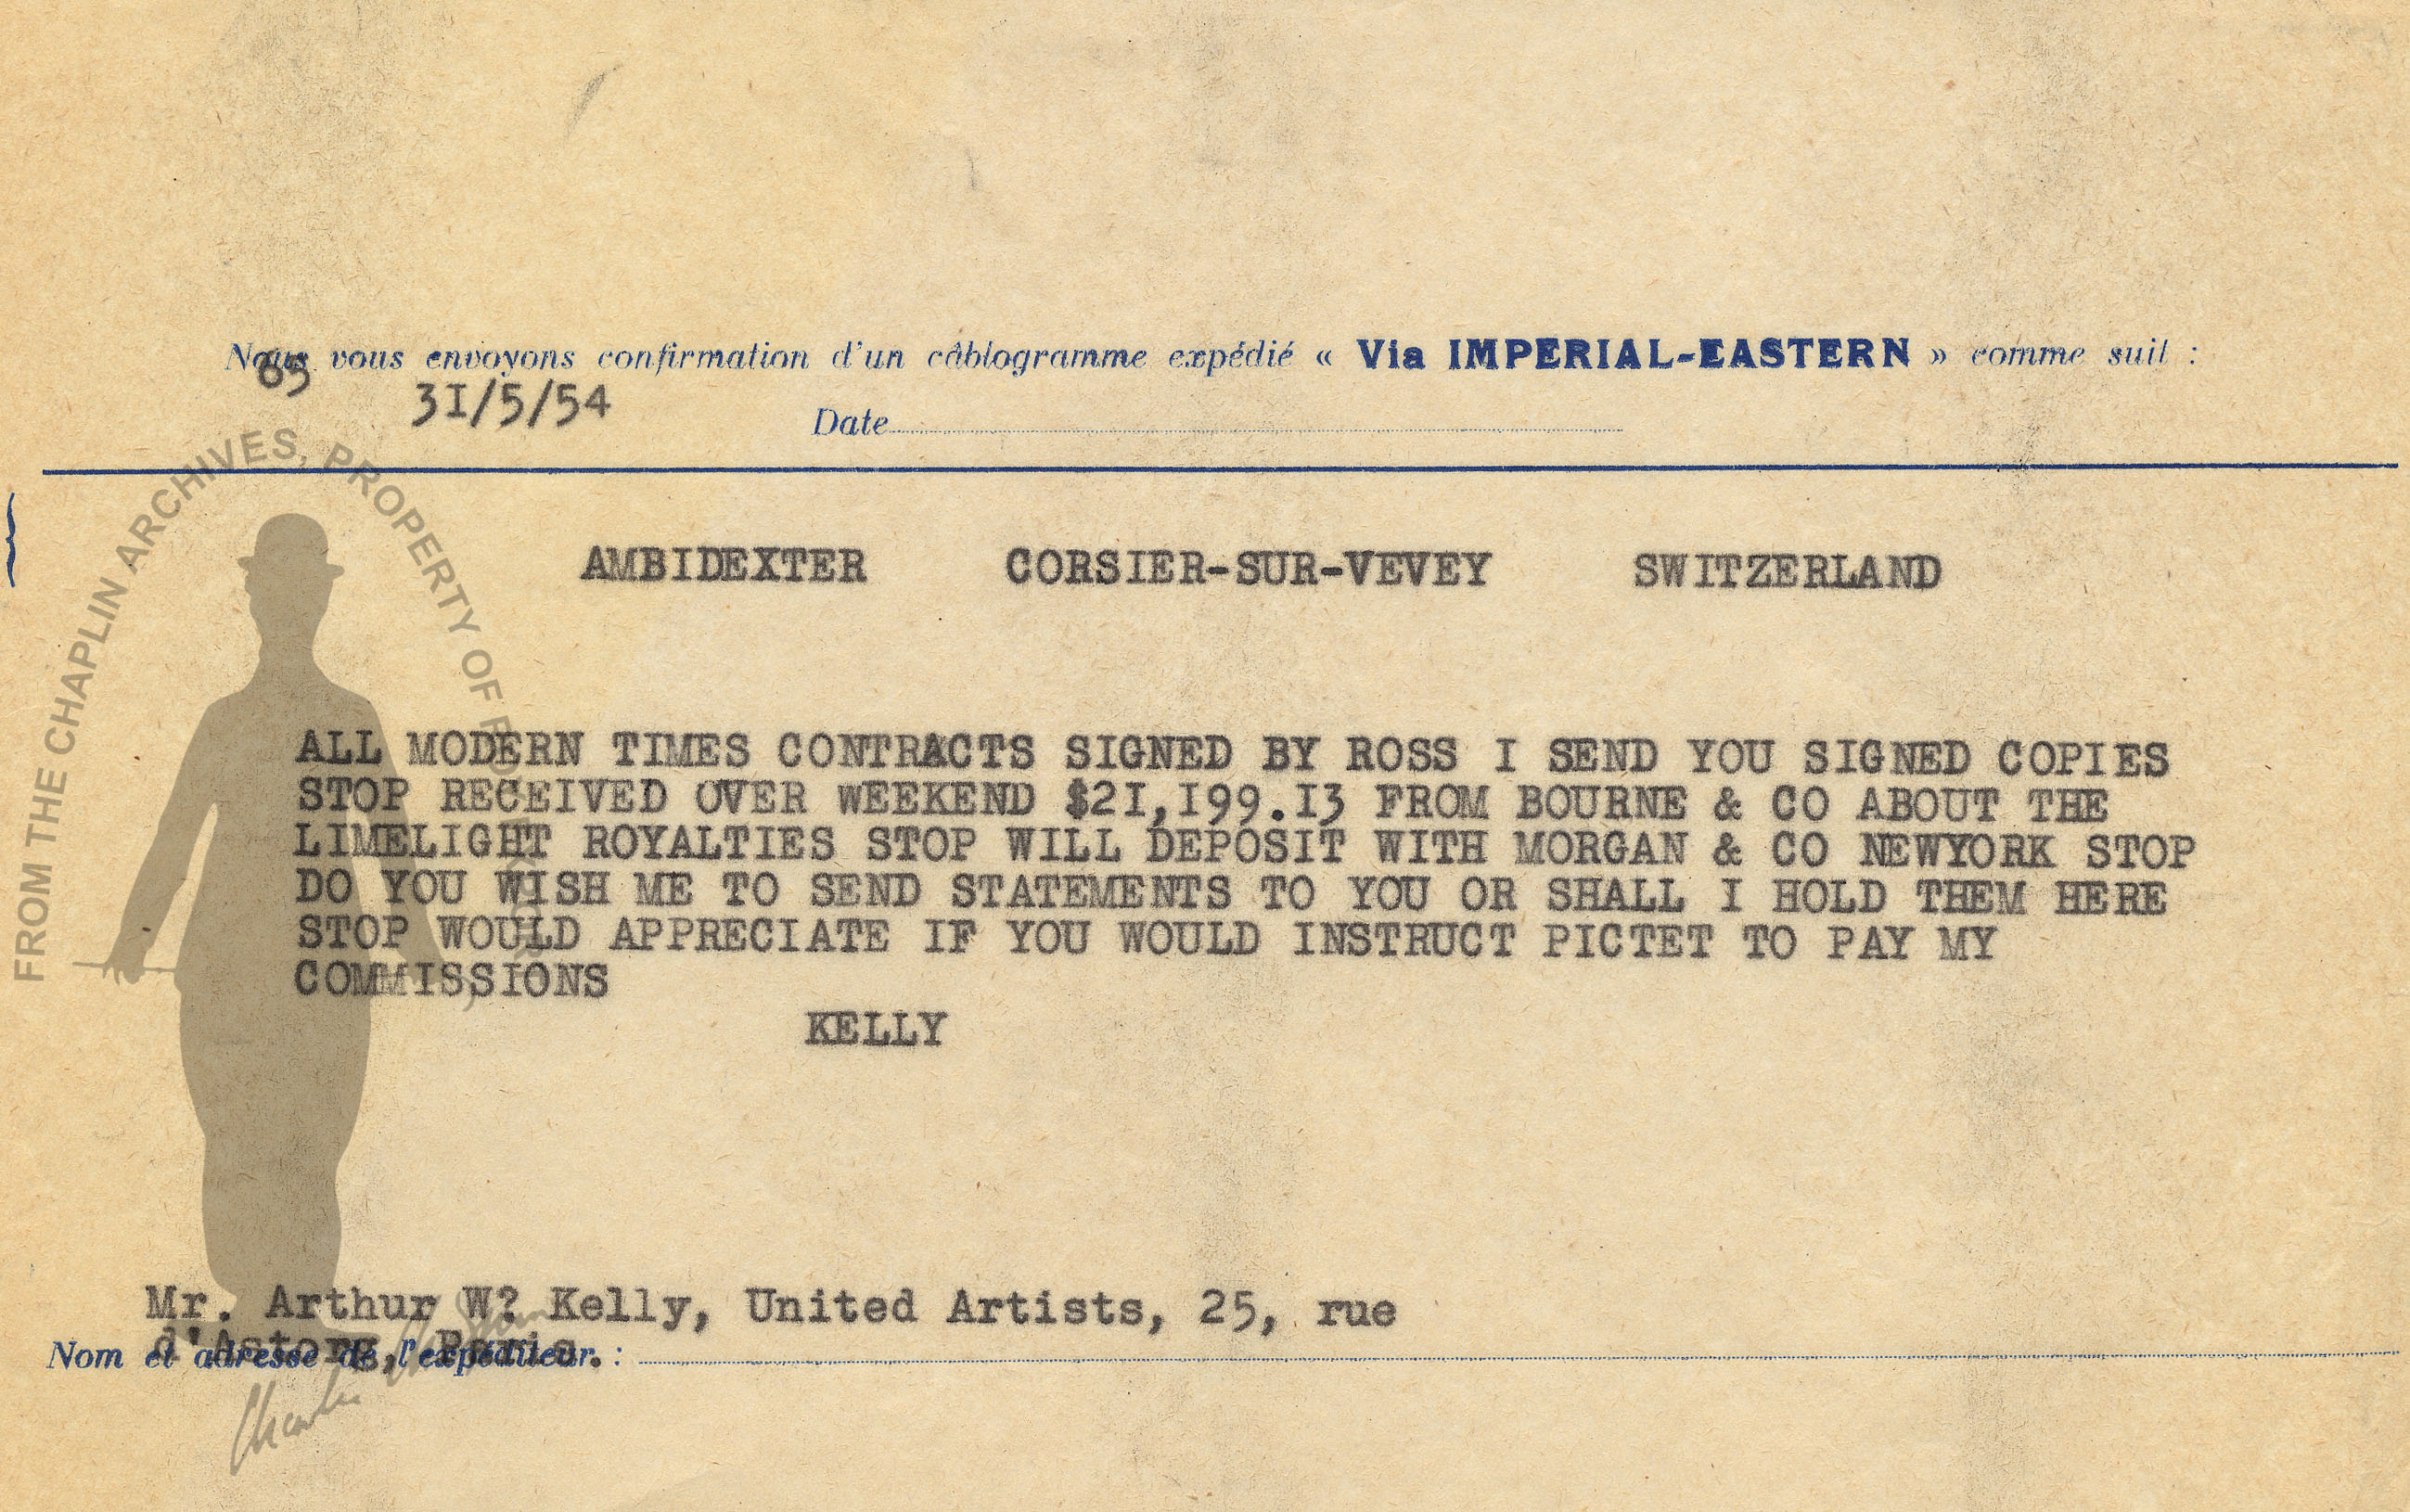 Nous vous envoyons confirmation d'un câblogramme expédié « Via IMPERIAL-EASTERN » comme suit :
65
31/5/54
Date
AMBIDEXTER CORSIER-SUR-VEVEY SWITZERLAND
ALL MODERN TIMES CONTRACTS SIGNED BY ROSS I SEND YOU SIGNED COPIES
STOP RECEIVED OVER WEEKEND $21,199.13 FROM BOURNE & CO ABOUT THE
LIMELIGHT ROYALTIES STOP WILL DEPOSIT WITH MORGAN & CO NEWYORK STOP
DO YOU WISH ME TO SEND STATEMENTS TO YOU OR SHALL I HOLD THEM HERE
STOP WOULD APPRECIATE IF YOU WOULD INSTRUCT PICTET TO PAY MY
COMMISSIONS
KELLY
Mr. Arthur W? Kelly, United Artists, 25, rue
d'Astorg, Paris.
Nom et adresse de l'expéditeur. :
FROM THE CHAPLIN ARCHIVES, PROPERTY OF
Charlie Chaplin